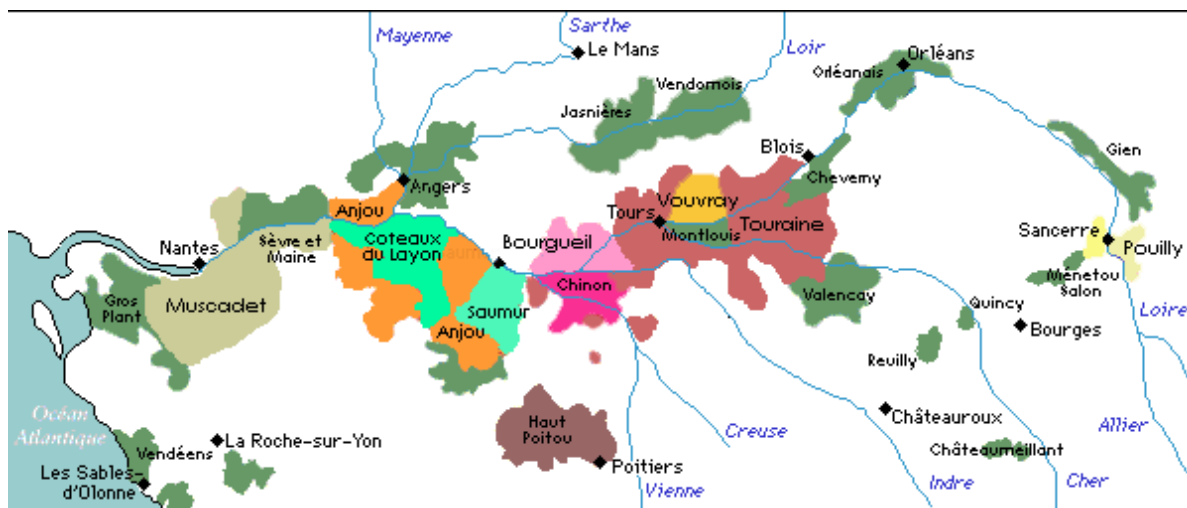 Mayenne
Sarthe
Le Mans
Loir
Orléans
Orléanais
Vendomois
Jasnières
Gien
Blois
Cheverny
Angers
Anjou
Vouvray
Tours
Touraine
Montlouis
Sancerre
Pouilly
Ménetou
Salon
Nantes
Sèvre et
Maine
Coteaux
du Layon
Bourgueil
Chinon
Gros
Plant
Muscadet
Saumur
Anjou
Valencay
Quincy
Bourges
Loire
Reuilly
Océan
Atlantique
Haut
Poitou
Châteauroux
Creuse
Allier
Vendéens
La Roche-sur-Yon
Châteaumeillant
Poitiers
Les Sables-
d'Olonne
Vienne
Indre
Cher